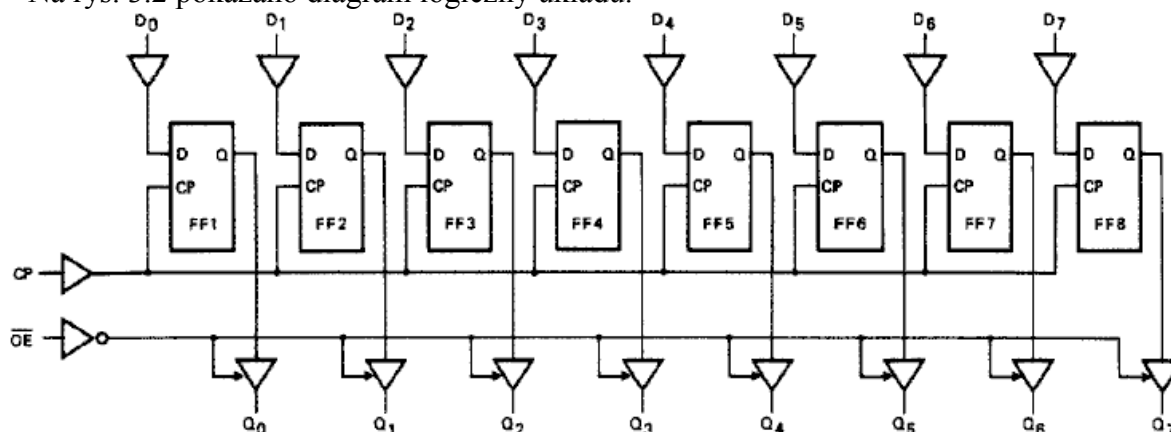 Na rys. 3.2 pokazano diagram logiczny układu.
D0 D1 D2 D3 D4 D5 D6 D7
D Q D Q D Q D Q D Q D Q D Q D Q
CP CP CP CP CP CP CP CP
FF1 FF2 FF3 FF4 FF5 FF6 FF7 FF8
CP
OE
Q0 Q1 Q2 Q3 Q4 Q5 Q6 Q7